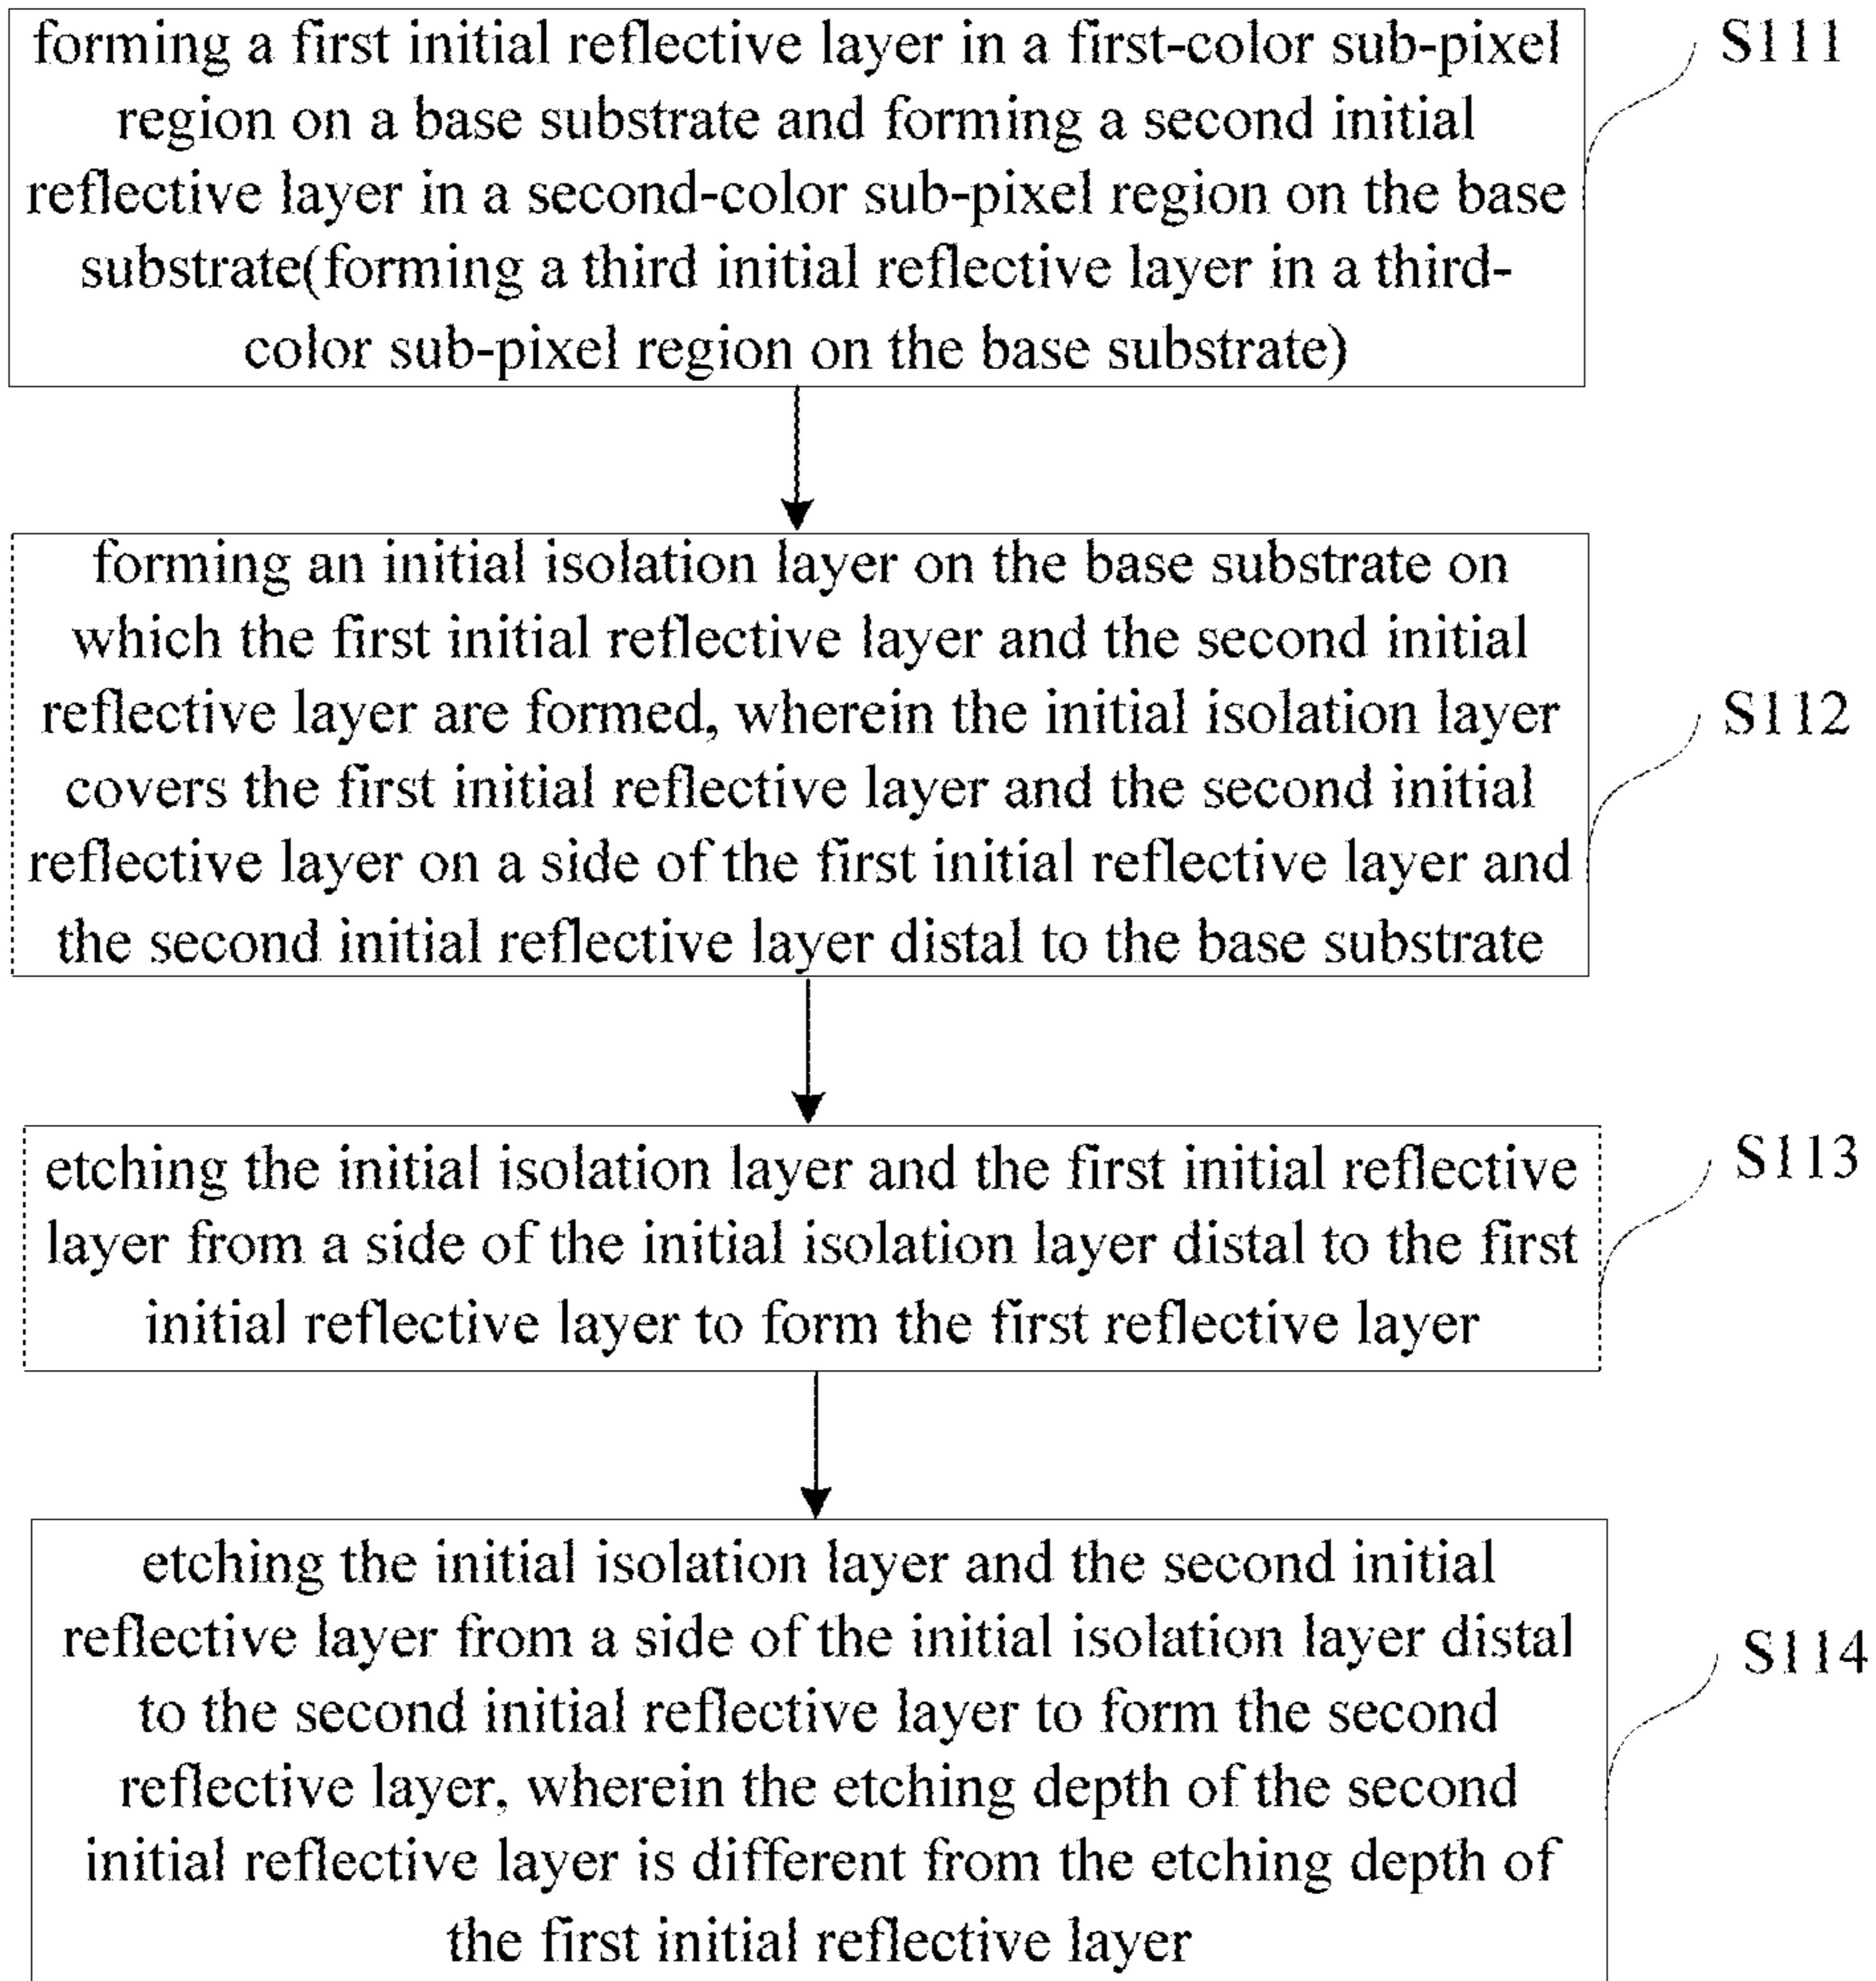 forming a first initial reflective layer in a first-color sub-pixel
S111
region on a base substrate and forming a second initial
reflective layer in a second-color sub-pixel region on the base
substrate(forming a third initial reflective layer in a third-
color sub-pixel region on the base substrate)
forming an initial isolation layer on the base substrate on
which the first initial reflective layer and the second initial
reflective layer are formed, wherein the initial isolation layer
S112
covers the first initial reflective layer and the second initial
reflective layer on a side of the first initial reflective layer and
the second initial reflective layer distal to the base substrate
etching the initial isolation layer and the first initial reflective
S113
layer from a side of the initial isolation layer distal to the first
initial reflective layer to form the first reflective layer
etching the initial isolation layer and the second initial
reflective layer from a side of the initial isolation layer distal
S114
to the second initial reflective layer to form the second
reflective layer, wherein the etching depth of the second
initial reflective layer is different from the etching depth of
the first initial reflective layer